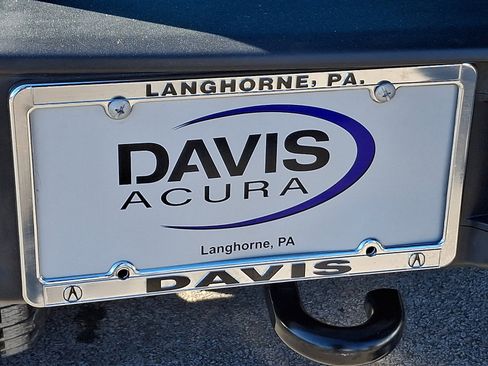 LANGHORNE, PA.
DAVIS
ACURA
Langhorne, PA
DAVIS